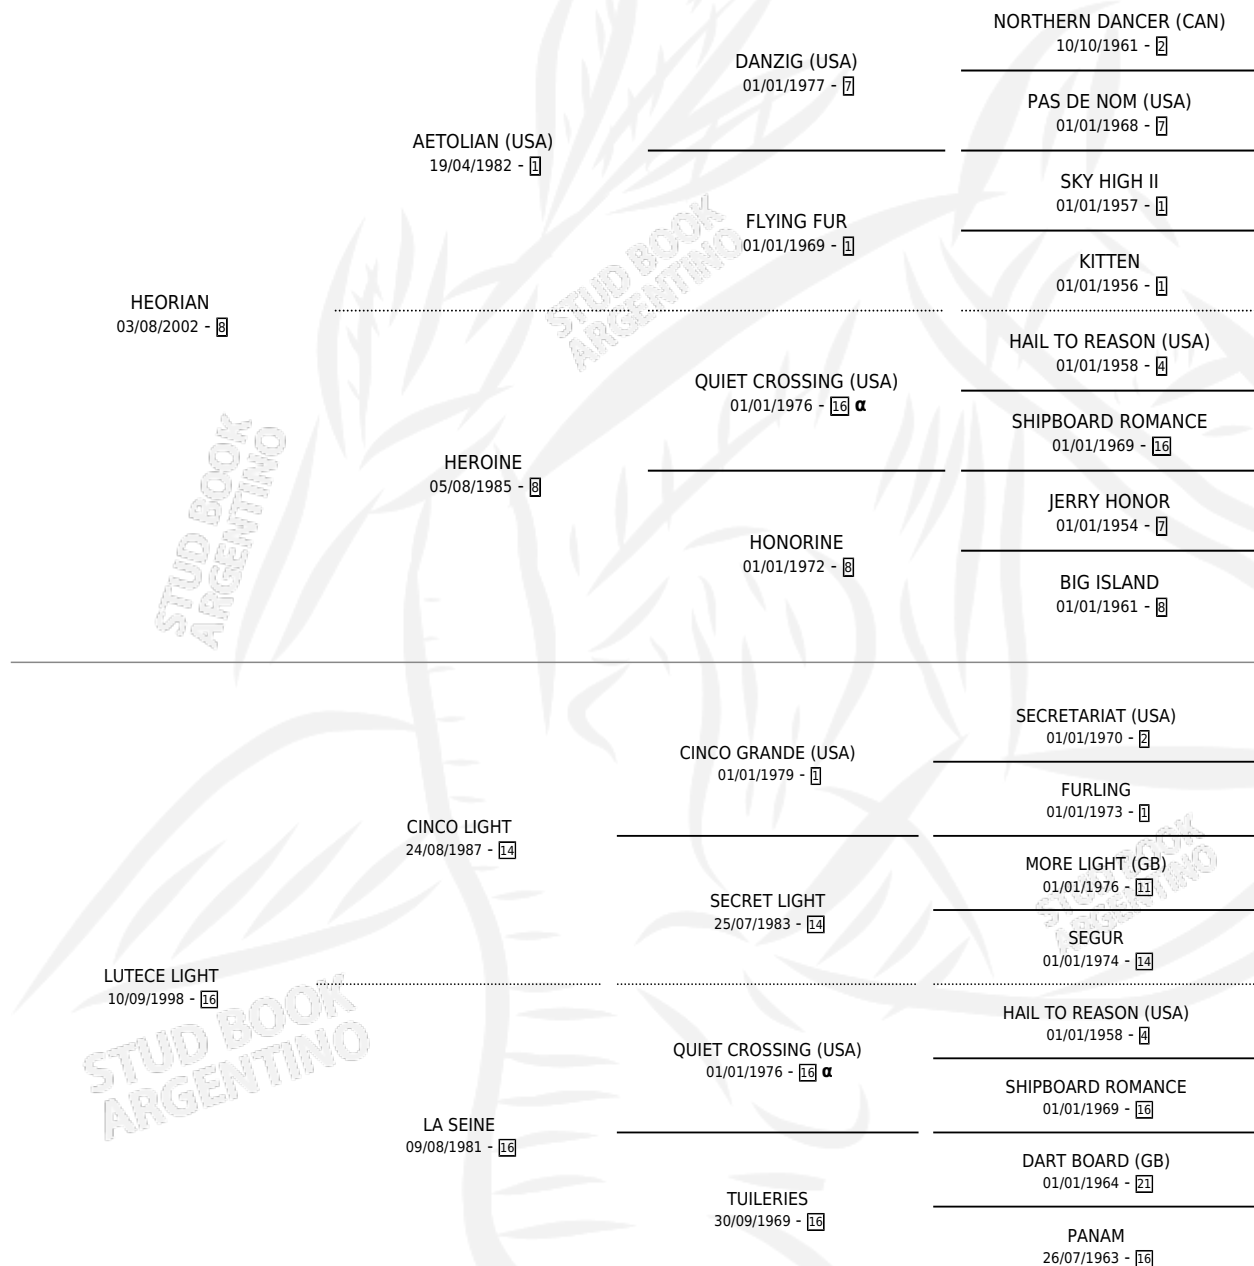 NORTHERN DANCER (CAN)
10/10/1961 - 2
DANZIG (USA)
01/01/1977 - 7
PAS DE NOM (USA)
01/01/1968 - 7
AETOLIAN (USA)
19/04/1982 - 1
SKY HIGH II
01/01/1957 - 1
FLYING FUR
01/01/1969 - 1
KITTEN
01/01/1956 - 1
HEORIAN
03/08/2002 - 8
HAIL TO REASON (USA)
01/01/1958 - 4
QUIET CROSSING (USA)
01/01/1976 - 16 α
SHIPBOARD ROMANCE
01/01/1969 - 16
HEROINE
05/08/1985 - 8
JERRY HONOR
01/01/1954 - 7
HONORINE
01/01/1972 - 8
BIG ISLAND
01/01/1961 - 8
STUD BOOK
ARGENTINO
STUD BOOK
ARGENTINO
SECRETARIAT (USA)
01/01/1970 - 2
CINCO GRANDE (USA)
01/01/1979 - 1
FURLING
01/01/1973 - 1
CINCO LIGHT
24/08/1987 - 14
MORE LIGHT (GB)
01/01/1976 - 11
SECRET LIGHT
25/07/1983 - 14
SEGUR
01/01/1974 - 14
LUTECE LIGHT
10/09/1998 - 16
HAIL TO REASON (USA)
01/01/1958 - 4
QUIET CROSSING (USA)
01/01/1976 - 16 α
SHIPBOARD ROMANCE
01/01/1969 - 16
LA SEINE
09/08/1981 - 16
DART BOARD (GB)
01/01/1964 - 21
TUILERIES
30/09/1969 - 16
PANAM
26/07/1963 - 16
STUD BOOK
ARGENTINO
STUD BOOK
ARGENTINO